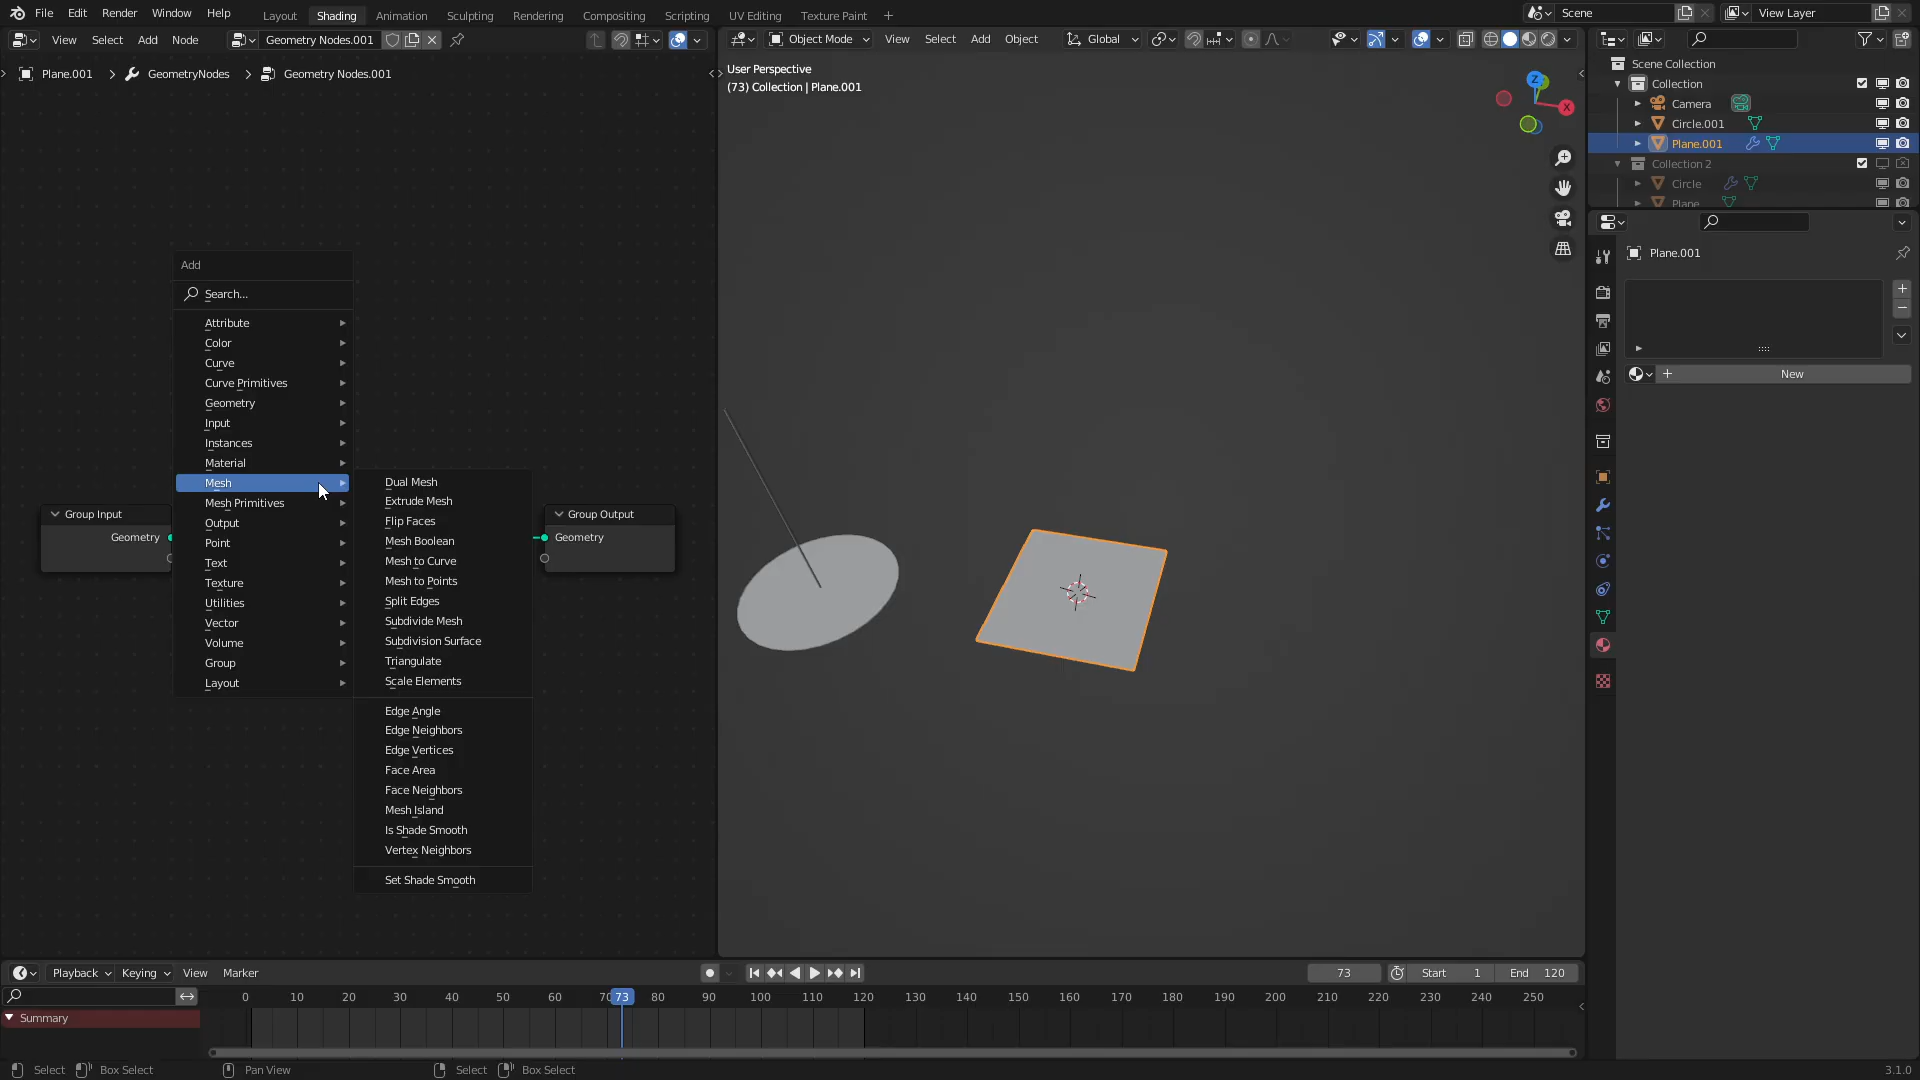 File Edit Render Window Help
Layout Shading Animation Sculpting Rendering Compositing Scripting UV Editing Texture Paint
Scene
View Layer
View Select Add Node
Geometry Nodes.001
Object Mode
View Select Add Object
Global
Plane.001 GeometryNodes Geometry Nodes.001
User Perspective
(73) Collection | Plane.001
Z
X
Scene Collection
Collection
Camera
Circle.001
Plane.001
Collection 2
Circle
Plane
Plane.001
New
Add
Search...
Attribute
Color
Curve
Curve Primitives
Geometry
Input
Instances
Material
Mesh
Mesh Primitives
Output
Point
Text
Texture
Utilities
Vector
Volume
Group
Layout
Dual Mesh
Extrude Mesh
Flip Faces
Mesh Boolean
Mesh to Curve
Mesh to Points
Split Edges
Subdivide Mesh
Subdivision Surface
Triangulate
Scale Elements
Edge Angle
Edge Neighbors
Edge Vertices
Face Area
Face Neighbors
Mesh Island
Is Shade Smooth
Vertex Neighbors
Set Shade Smooth
Group Input
Geometry
Group Output
Geometry
Playback Keying View Marker
73
Start 1
End 120
0 10 20 30 40 50 60 70 73 80 90 100 110 120 130 140 150 160 170 180 190 200 210 220 230 240 250
Summary
Select Box Select Pan View Select Box Select
3.1.0